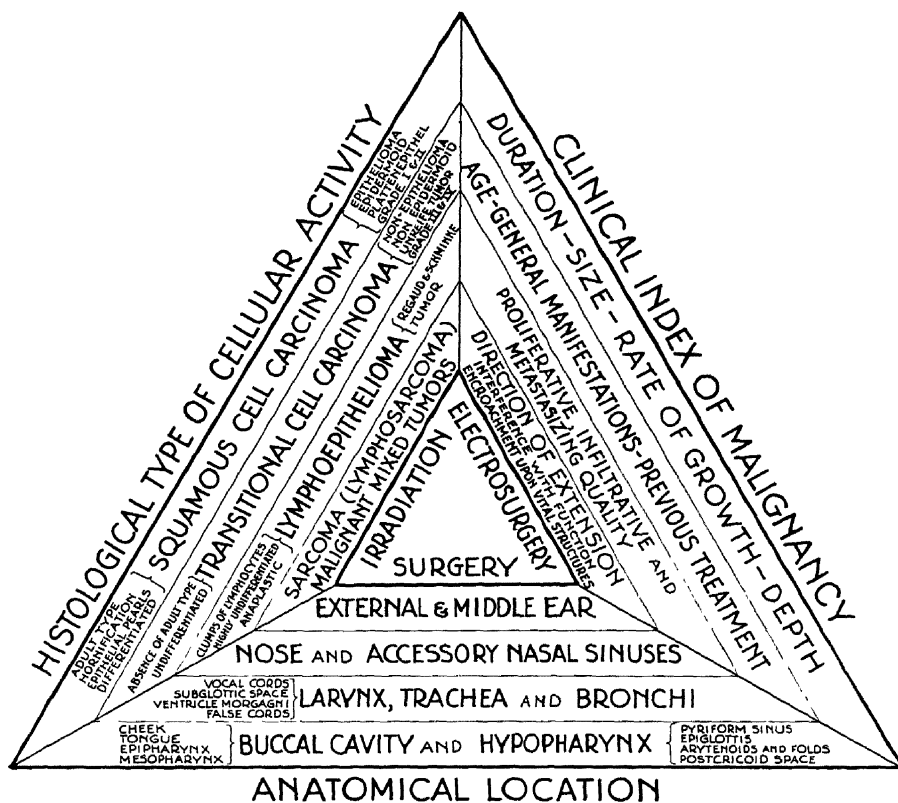 HISTOLOGICAL TYPE OF CELLULAR ACTIVITY
EPITHELIOMA
EPIDERMOID
PLATTENEPITHEL
GRADE I & II
SQUAMOUS CELL CARCINOMA
ADULT TYPE
HORNIFICATION
EPITHELIAL PEARLS
DIFFERENTIATED
NON-EPITHELIOMA
NON EPIDERMOID
UNREIFE TUMOR
GRADE III & IV
TRANSITIONAL CELL CARCINOMA
ABSENCE OF ADULT TYPE
UNDIFFERENTIATED
REGAUD & SCHMINKE
TUMOR
LYMPHOEPITHELIOMA
CLUMPS OF LYMPHOCYTES
HIGHLY UNDIFFERENTIATED
ANAPLASTIC
SARCOMA (LYMPHOSARCOMA)
MALIGNANT MIXED TUMORS
CLINICAL INDEX OF MALIGNANCY
DURATION-SIZE-RATE OF GROWTH-DEPTH
AGE-GENERAL MANIFESTATIONS-PREVIOUS TREATMENT
PROLIFERATIVE, INFILTRATIVE AND
METASTASIZING QUALITY
DIRECTION OF EXTENSION
INTERFERENCE WITH FUNCTION
ENCROACHMENT UPON VITAL STRUCTURES
IRRADIATION
ELECTROSURGERY
SURGERY
EXTERNAL & MIDDLE EAR
NOSE AND ACCESSORY NASAL SINUSES
VOCAL CORDS
SUBGLOTTIC SPACE
VENTRICLE MORGAGNI
FALSE CORDS
LARYNX, TRACHEA AND BRONCHI
CHEEK
TONGUE
EPIPHARYNX
MESOPHARYNX
BUCCAL CAVITY AND HYPOPHARYNX
PYRIFORM SINUS
EPIGLOTTIS
ARYTENOIDS AND FOLDS
POSTCRICOID SPACE
ANATOMICAL LOCATION